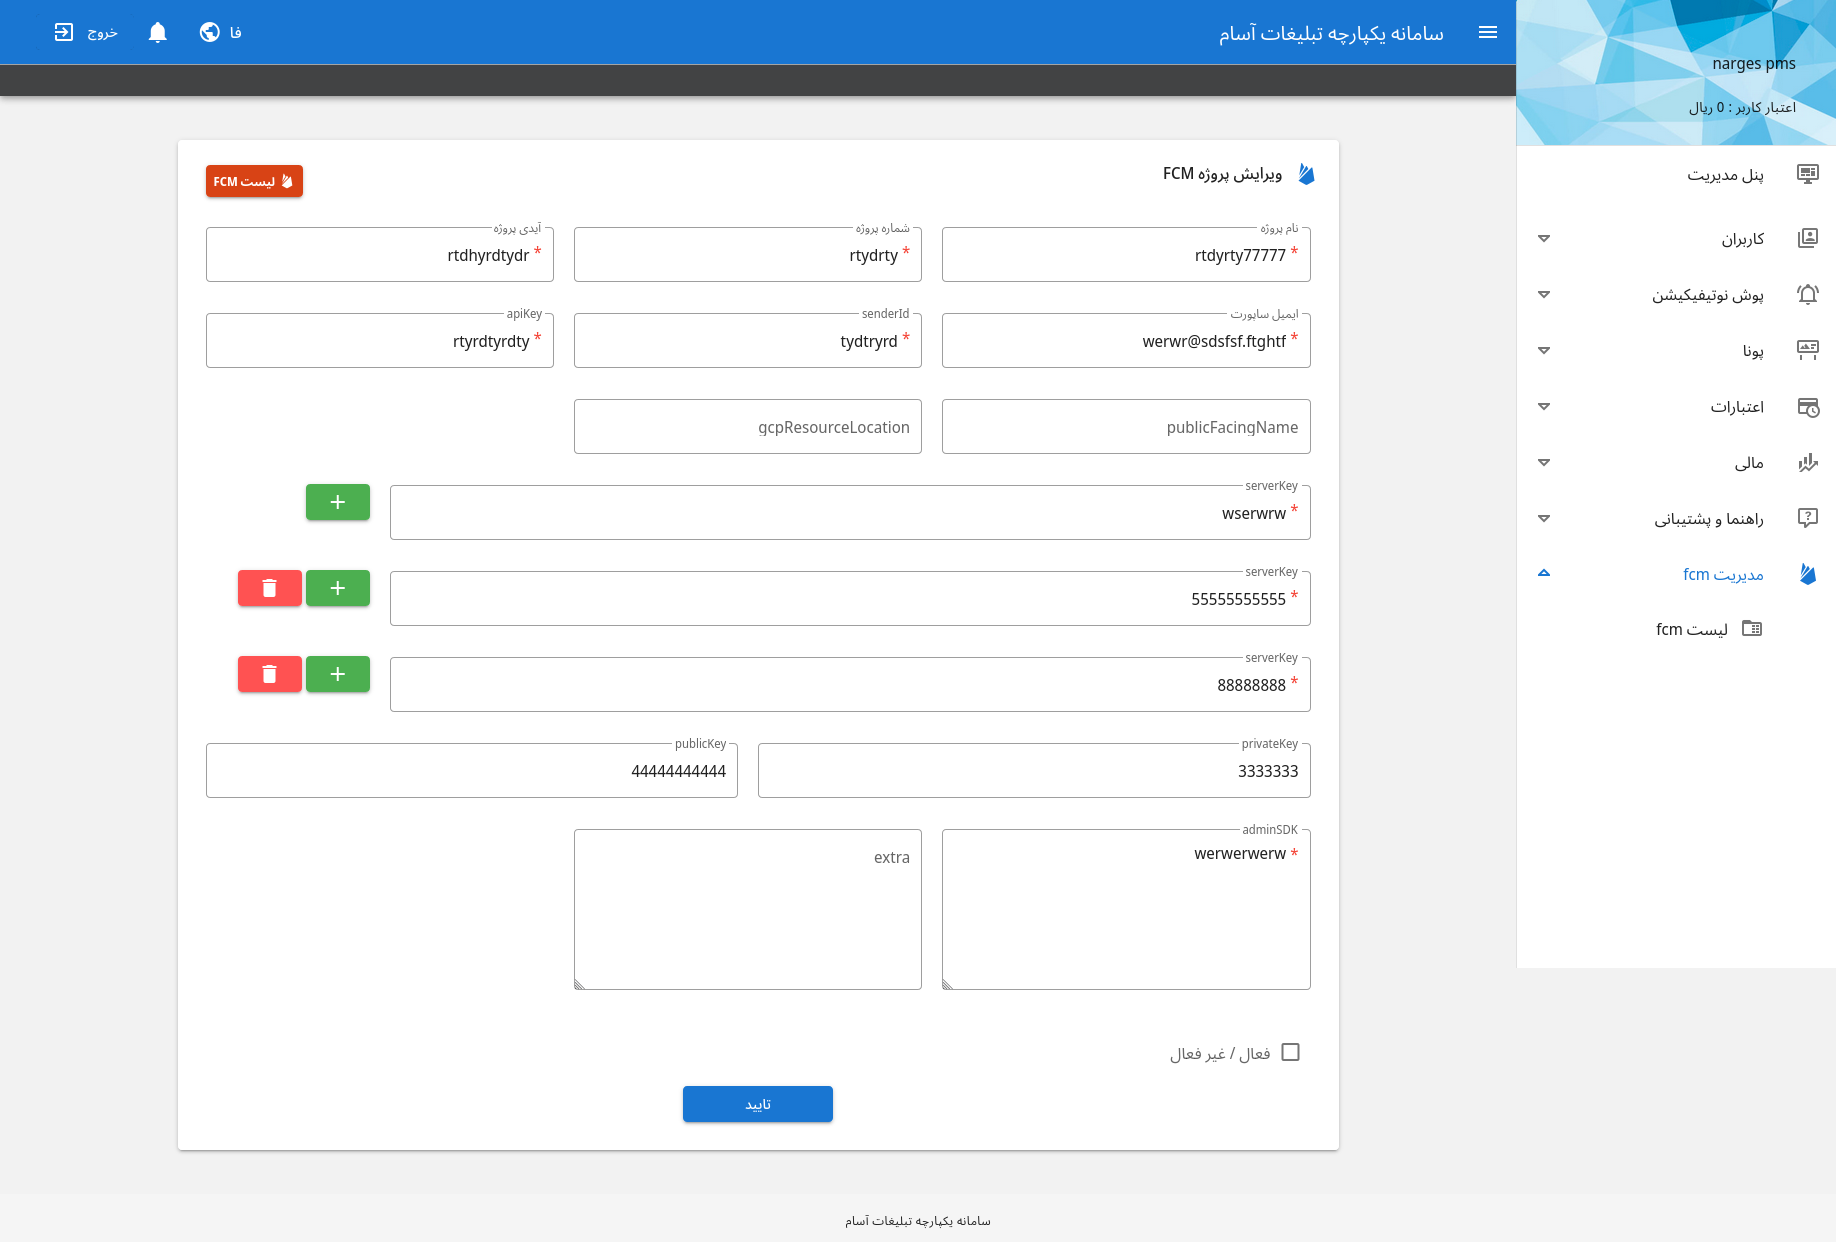 سامانه یکپارچه تبلیغات آسام
فا
خروج
narges pms
اعتبار کاربر : 0 ریال
پنل مدیریت
کاربران
پوش نوتیفیکیشن
پونا
اعتبارات
مالی
راهنما و پشتیبانی
مدیریت fcm
لیست fcm
ویرایش پروژه FCM
لیست FCM
نام پروژه
rtdyrty77777 *
شماره پروژه
rtydrty *
آیدی پروژه
rtdhyrdtydr *
ایمیل ساپورت
werwr@sdsfsf.ftghtf *
senderId
tydtryrd *
apiKey
rtyrdtyrdty *
publicFacingName
gcpResourceLocation
serverKey
wserwrw *
serverKey
55555555555 *
serverKey
88888888 *
privateKey
3333333
publicKey
44444444444
adminSDK
werwerwerw *
extra
فعال / غیر فعال
تایید
سامانه یکپارچه تبلیغات آسام